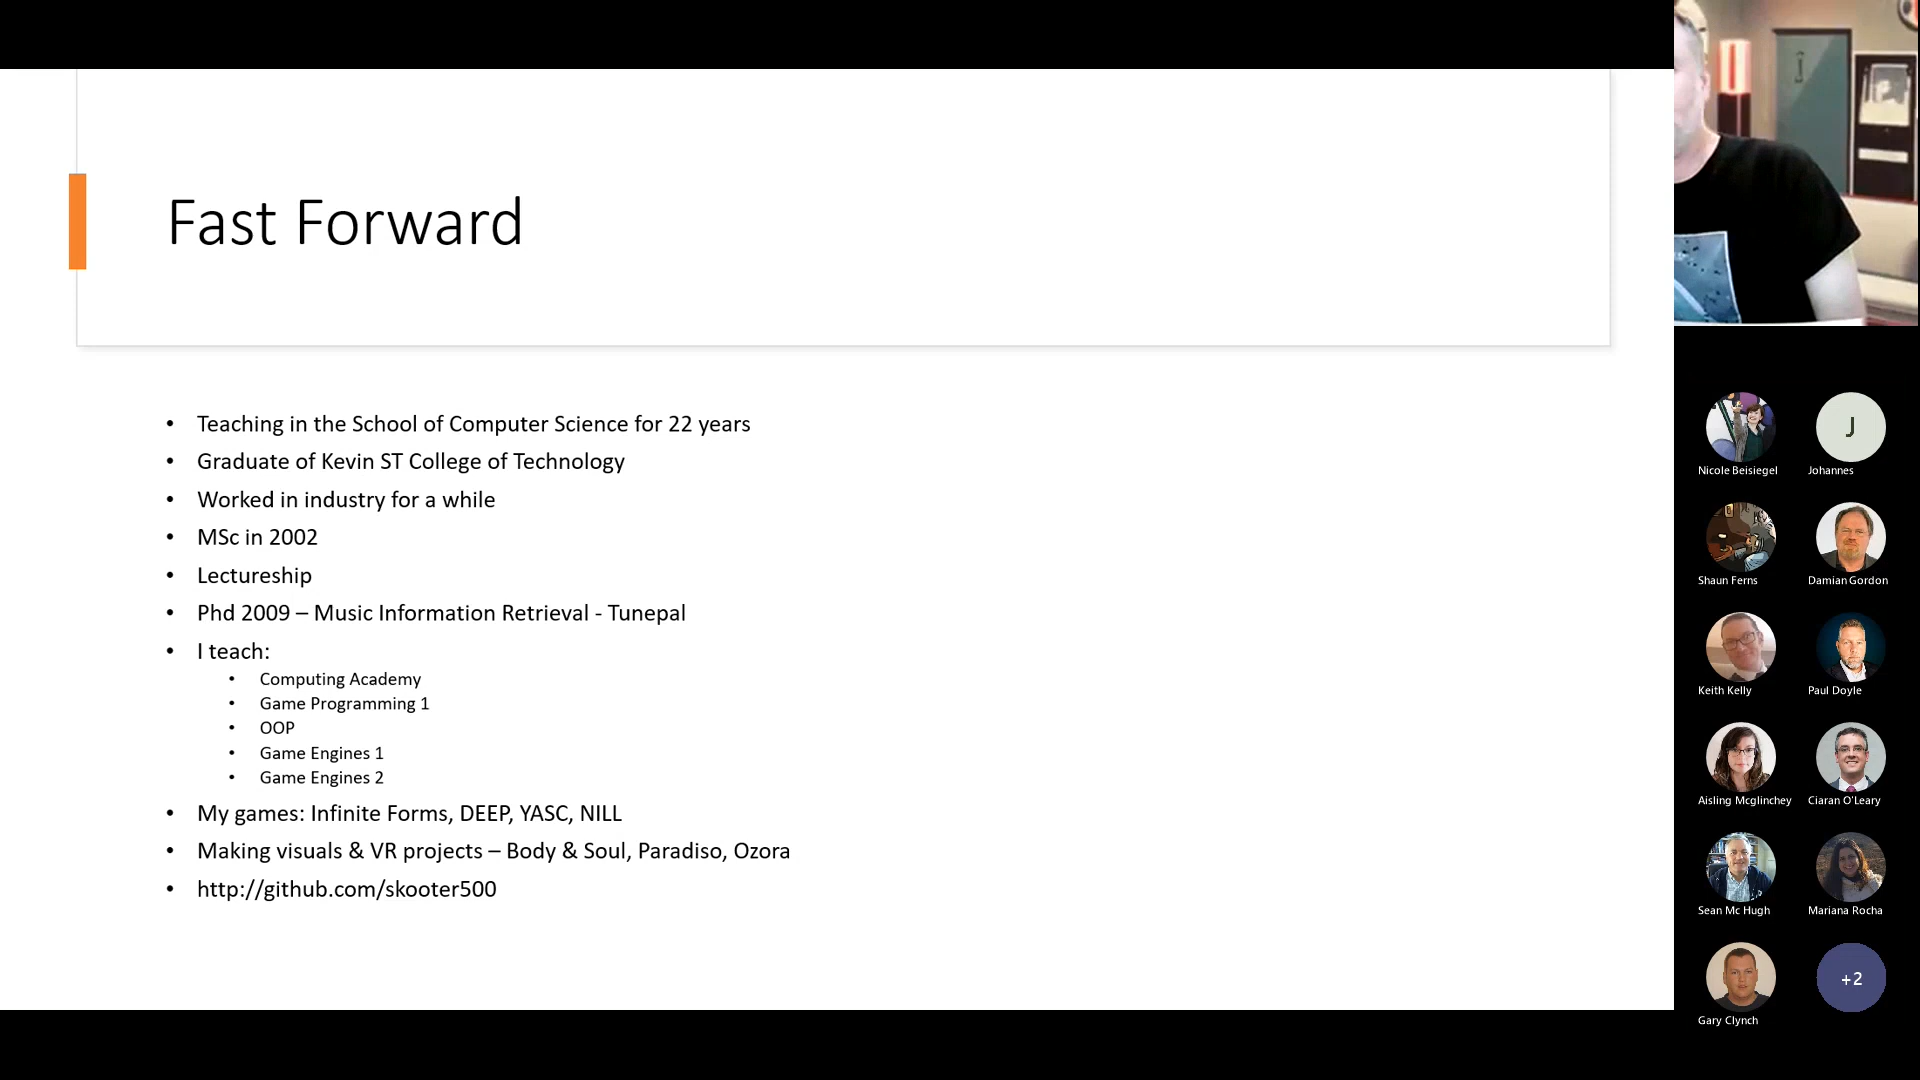 Fast Forward
• Teaching in the School of Computer Science for 22 years
• Graduate of Kevin ST College of Technology
• Worked in industry for a while
• MSc in 2002
• Lectureship
• Phd 2009 – Music Information Retrieval - Tunepal
• I teach:
• Computing Academy
• Game Programming 1
• OOP
• Game Engines 1
• Game Engines 2
• My games: Infinite Forms, DEEP, YASC, NILL
• Making visuals & VR projects – Body & Soul, Paradiso, Ozora
• http://github.com/skooter500
J
Nicole Beisiegel
Johannes
Shaun Ferns
Damian Gordon
Keith Kelly
Paul Doyle
Aisling Mcglinchey
Ciaran O'Leary
Sean Mc Hugh
Mariana Rocha
+2
Gary Clynch